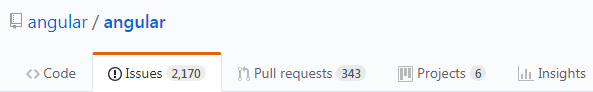 angular / angular
Code Issues 2,170 Pull requests 343 Projects 6 Insights